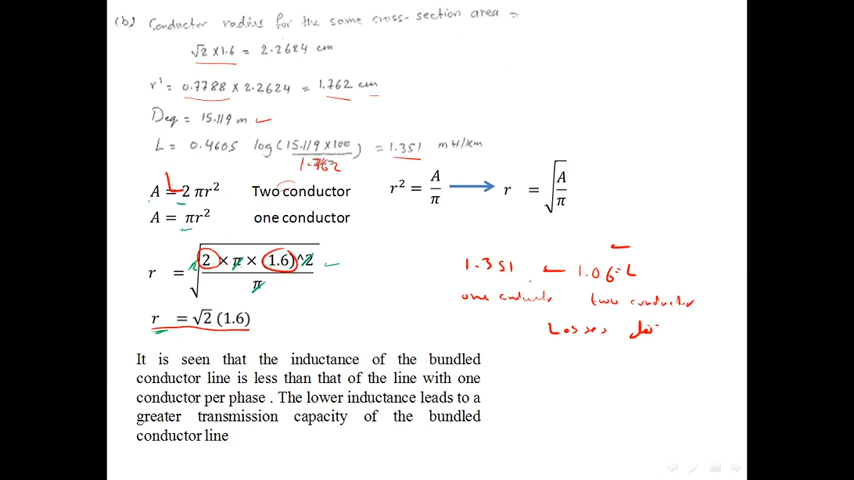 (b) Conductor radius for the same cross-section area =
√2 × 1.6 = 2.2624 cm
r' = 0.7788 × 2.2624 = 1.762 cm
Deq = 15.119 m
L = 0.4605 log (15.119 × 100 / 1.762) = 1.351 mH/km
A = 2 πr² Two conductor r² = A/π → r = √(A/π)
A = πr² one conductor
r = √(2 × π × (1.6)^2 / π)
1.351 ← 1.06 = L
one conductor two conductor
r = √2 (1.6)
Losses تقل
It is seen that the inductance of the bundled
conductor line is less than that of the line with one
conductor per phase . The lower inductance leads to a
greater transmission capacity of the bundled
conductor line